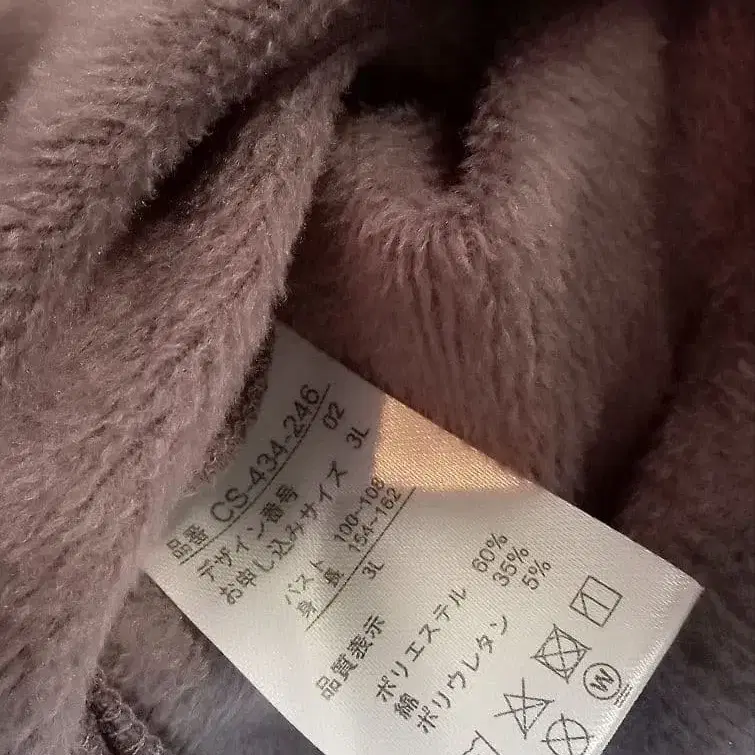 品番 CS-434-246
デザイン番号 02
お申し込みサイズ 3L
バスト 100~108
身長 154~162
3L
品質表示
ポリエステル 60%
綿 35%
ポリウレタン 5%
M